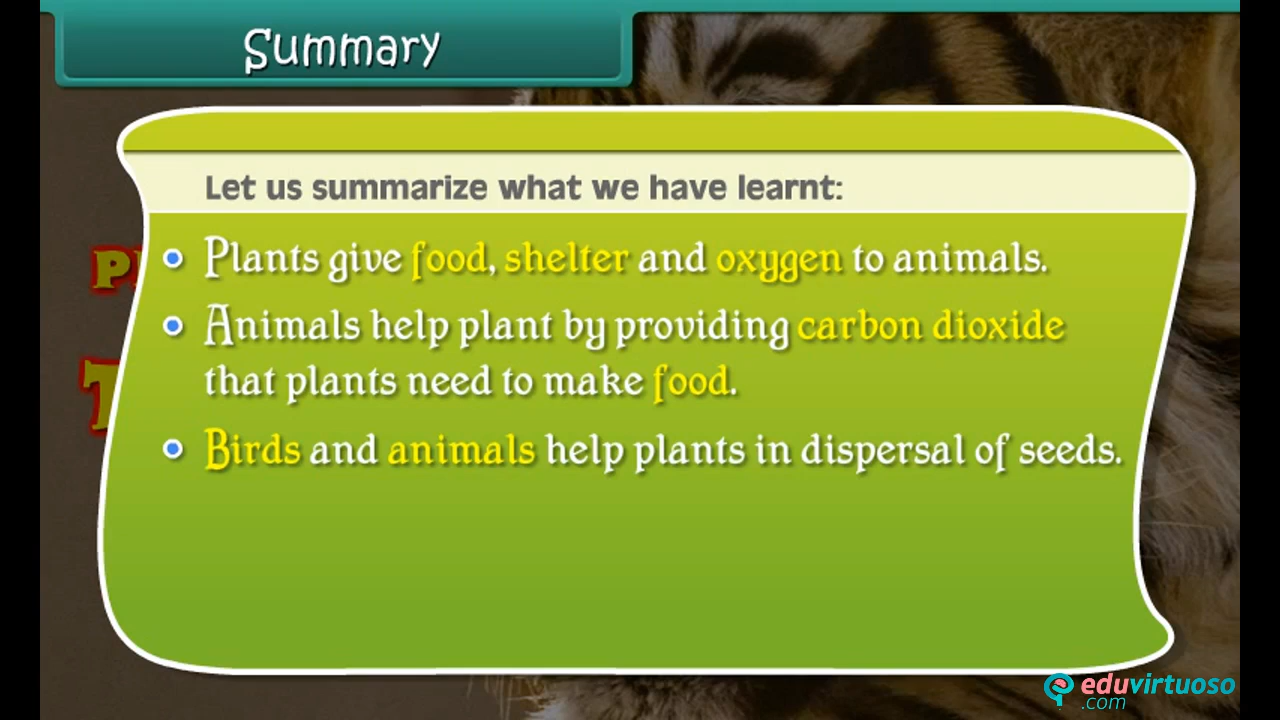 Summary
Let us summarize what we have learnt:
Plants give food, shelter and oxygen to animals.
Animals help plant by providing carbon dioxide
that plants need to make food.
Birds and animals help plants in dispersal of seeds.
eduvirtuoso
.com